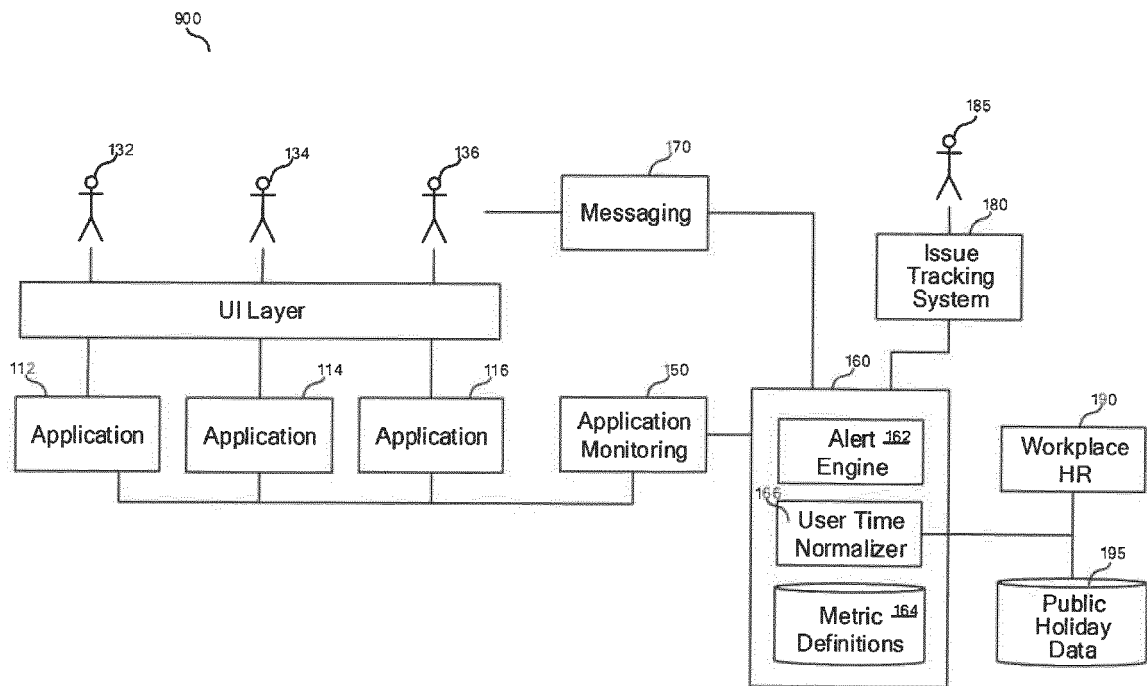 900
132
134
136
170
185
Messaging
180
Issue
Tracking
System
UI Layer
112
114
116
150
160
Application
Application
Application
Application
Monitoring
Alert 162
Engine
190
Workplace
HR
166
User Time
Normalizer
195
Metric 164
Definitions
Public
Holiday
Data